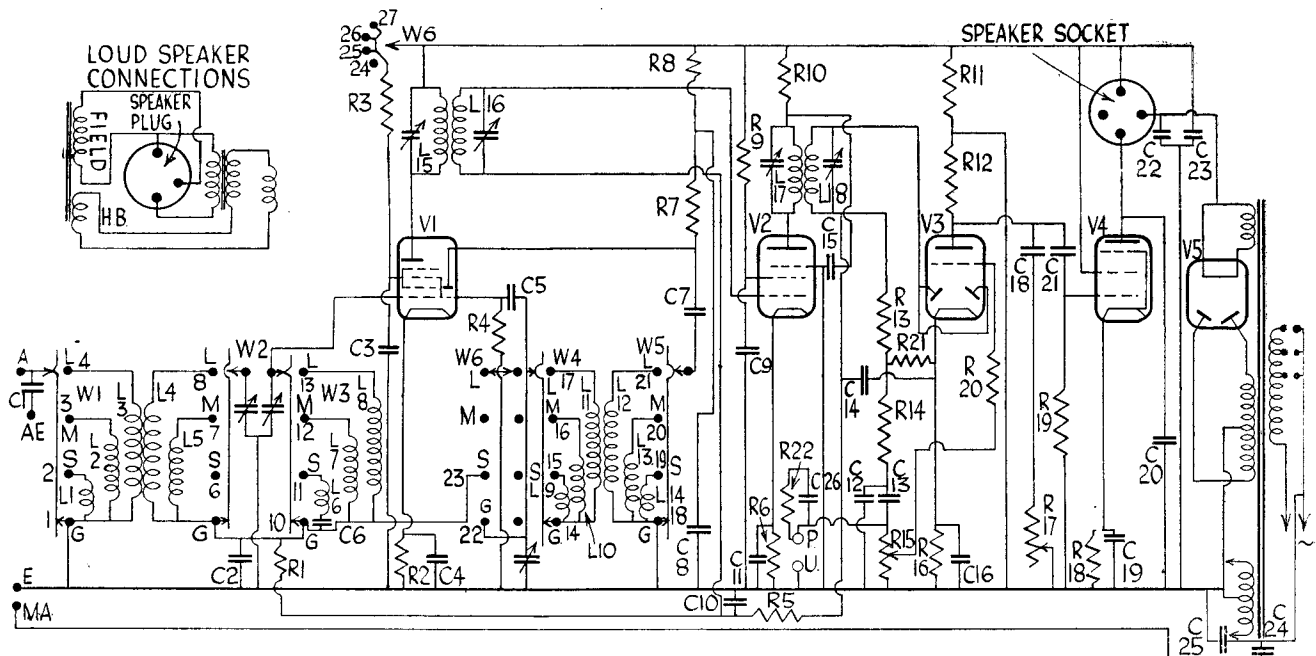 LOUD SPEAKER
CONNECTIONS
SPEAKER
PLUG
FIELD
HB
27
26
25
24
W6
R3
L15
L16
R8
R7
R9
R10
L17
L18
SPEAKER SOCKET
R11
R12
C22
C23
V1
V2
V3
V4
V5
C15
C18
C21
C5
R4
C7
C3
C9
R13
R21
R20
C14
R14
R19
C20
A
C1
AE
L4
W1
3
M
S
2
L1
1
G
L2
L3
L4
L5
L
8
M
7
S
6
G
W2
L
13
W3
M
12
S
11
10
G
L8
L7
L6
C6
W6
L
M
S
23
G
22
W4
L
17
M
16
S
15
L9
14
G
L10
L11
L12
W5
L
21
M
20
L13
S
19
L14
18
G
C8
R22
C26
C12
C13
R6
P.
U.
R15
R16
C16
R17
R18
C19
C2
R1
R2
C4
C11
C10
R5
E
MA
C25
C24
~